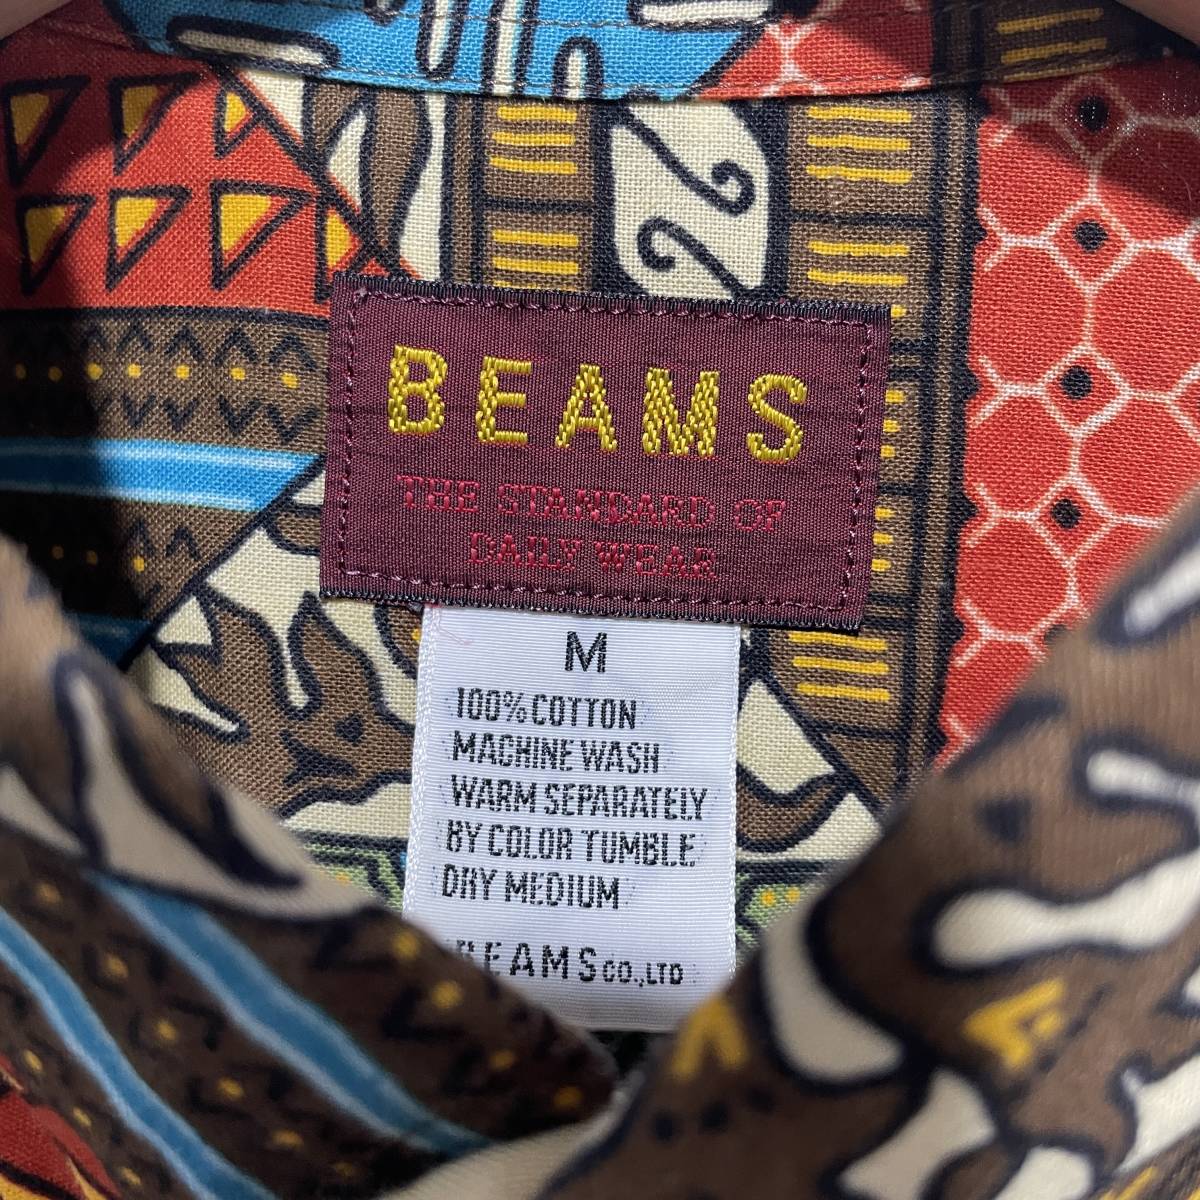 BEAMS
THE STANDARD OF
DAILY WEAR
M
100% COTTON
MACHINE WASH
WARM SEPARATELY
BY COLOR TUMBLE
DRY MEDIUM
BEAMS CO.,LTD